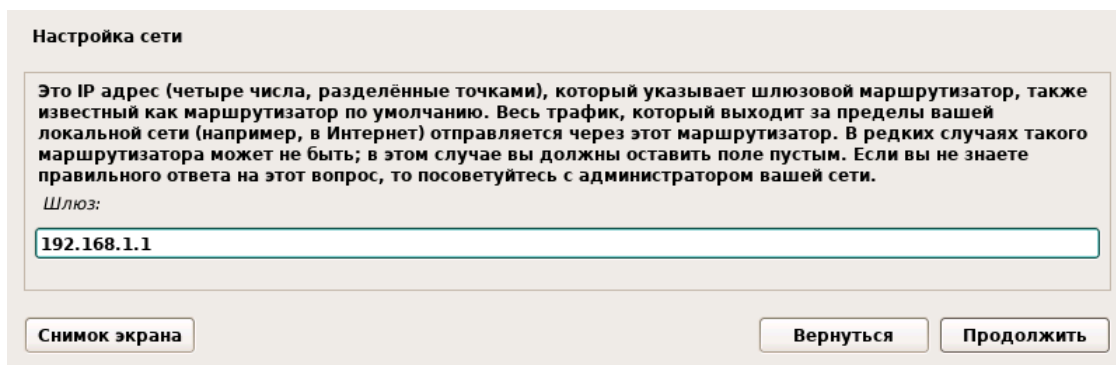 Настройка сети
Это IP адрес (четыре числа, разделённые точками), который указывает шлюзовой маршрутизатор, также
известный как маршрутизатор по умолчанию. Весь трафик, который выходит за пределы вашей
локальной сети (например, в Интернет) отправляется через этот маршрутизатор. В редких случаях такого
маршрутизатора может не быть; в этом случае вы должны оставить поле пустым. Если вы не знаете
правильного ответа на этот вопрос, то посоветуйтесь с администратором вашей сети.
Шлюз:
192.168.1.1
Снимок экрана
Вернуться
Продолжить